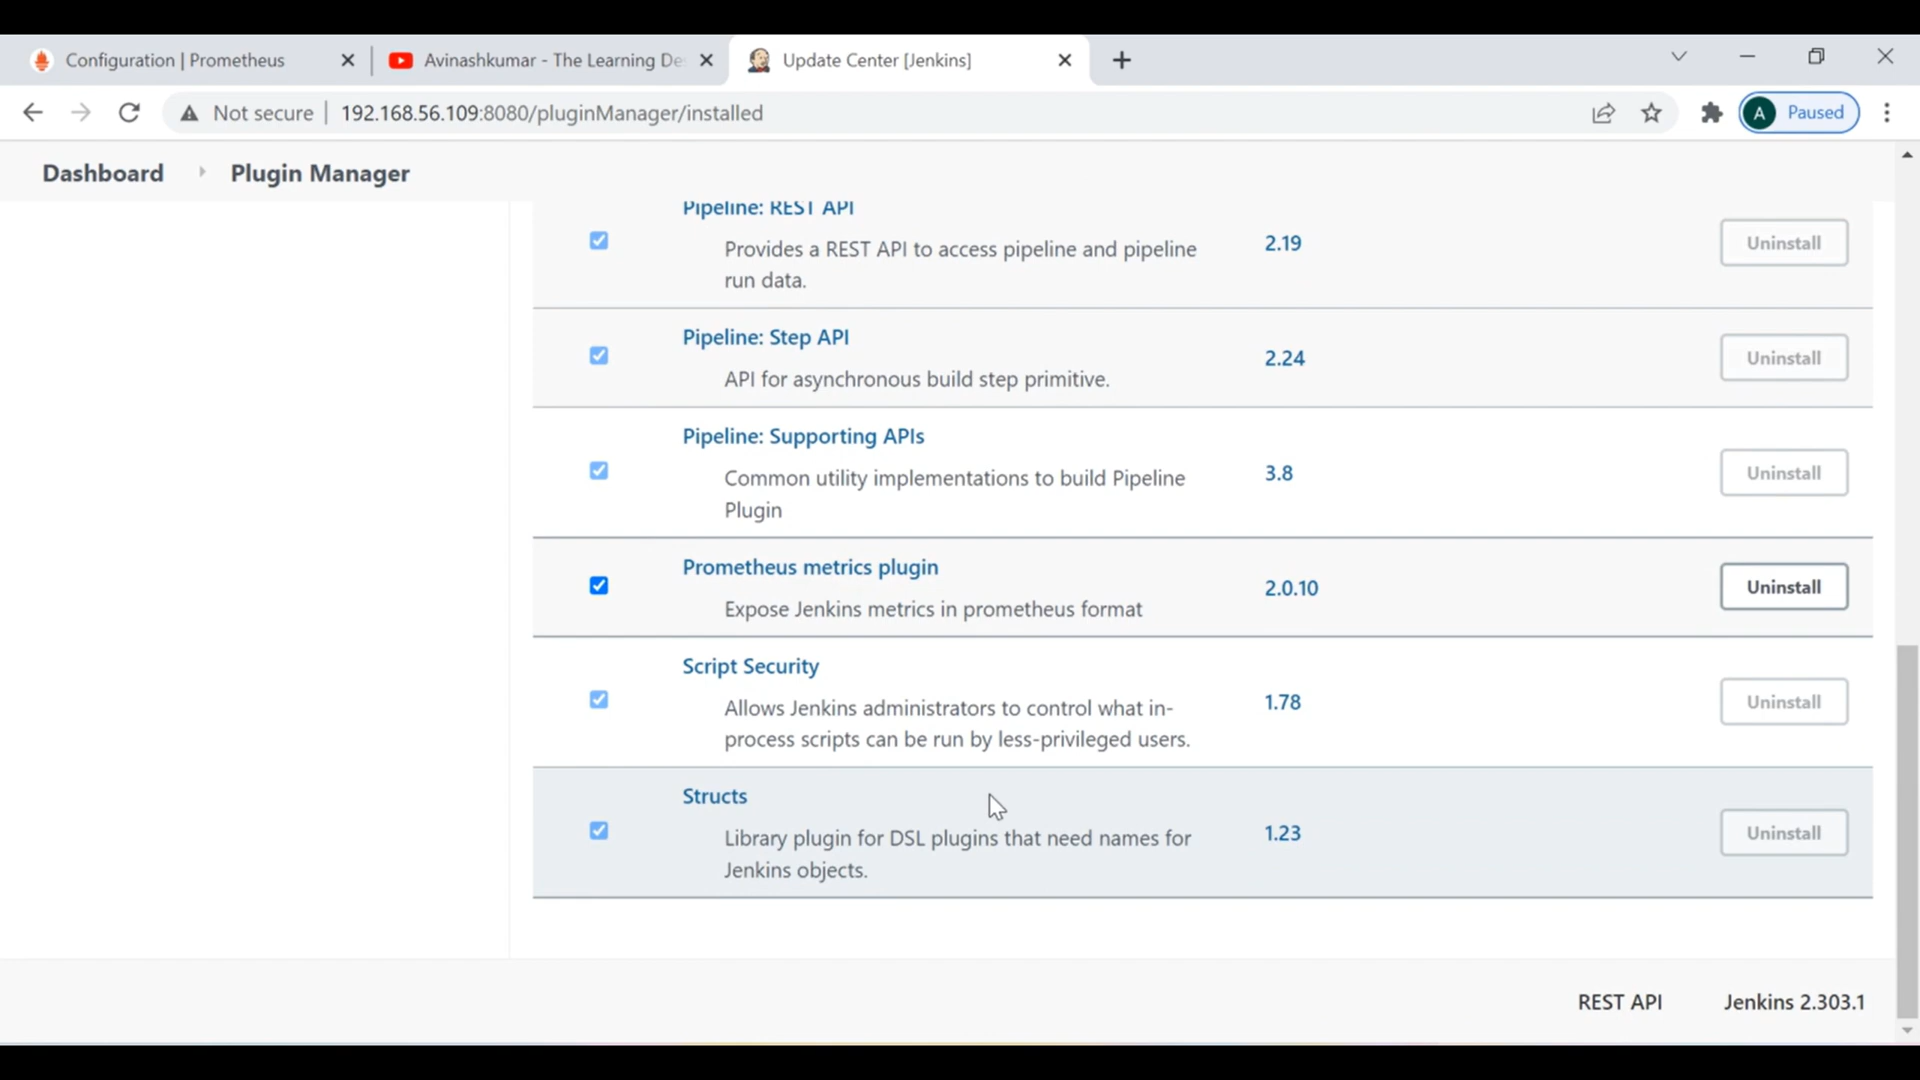 Configuration | Prometheus
Avinashkumar - The Learning De
Update Center [Jenkins]
Not secure
192.168.56.109:8080/pluginManager/installed
A
Paused
Dashboard
Plugin Manager
Pipeline: REST API
Provides a REST API to access pipeline and pipeline
run data.
2.19
Uninstall
Pipeline: Step API
API for asynchronous build step primitive.
2.24
Uninstall
Pipeline: Supporting APIs
Common utility implementations to build Pipeline
Plugin
3.8
Uninstall
Prometheus metrics plugin
Expose Jenkins metrics in prometheus format
2.0.10
Uninstall
Script Security
Allows Jenkins administrators to control what in-
process scripts can be run by less-privileged users.
1.78
Uninstall
Structs
Library plugin for DSL plugins that need names for
Jenkins objects.
1.23
Uninstall
REST API
Jenkins 2.303.1